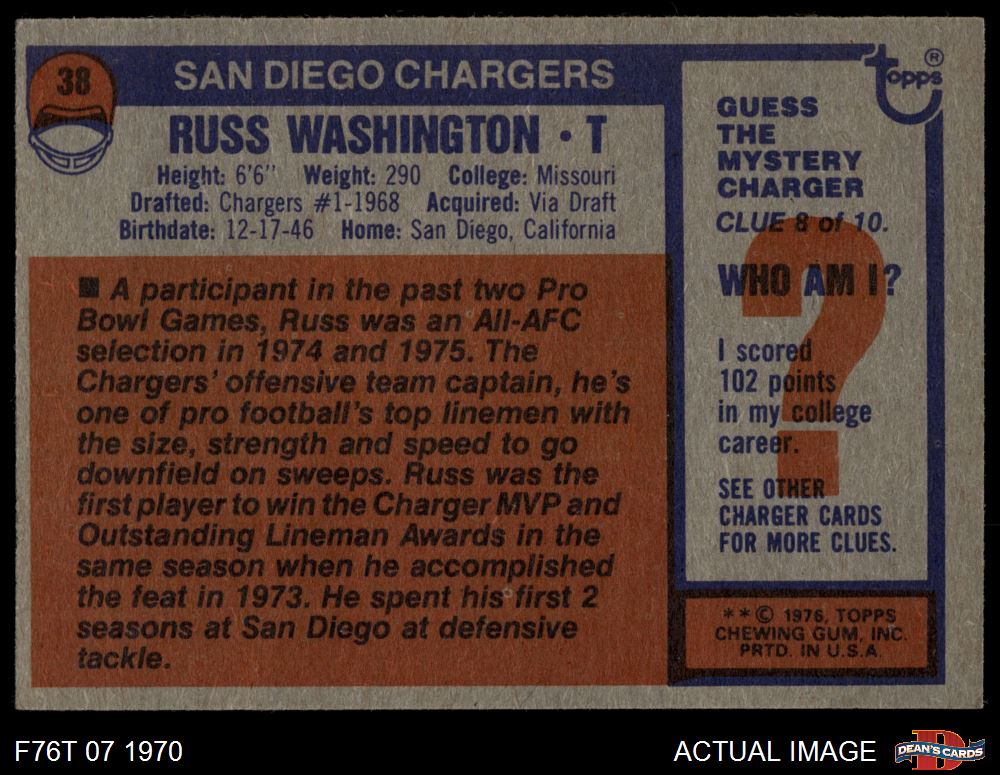 38
SAN DIEGO CHARGERS
RUSS WASHINGTON • T
Height: 6'6" Weight: 290 College: Missouri
Drafted: Chargers #1-1968 Acquired: Via Draft
Birthdate: 12-17-46 Home: San Diego, California
■ A participant in the past two Pro
Bowl Games, Russ was an All-AFC
selection in 1974 and 1975. The
Chargers' offensive team captain, he's
one of pro football's top linemen with
the size, strength and speed to go
downfield on sweeps. Russ was the
first player to win the Charger MVP and
Outstanding Lineman Awards in the
same season when he accomplished
the feat in 1973. He spent his first 2
seasons at San Diego at defensive
tackle.
Topps ®
GUESS
THE
MYSTERY
CHARGER
CLUE 8 of 10.
WHO AM I?
?
I scored
102 points
in my college
career.
SEE OTHER
CHARGER CARDS
FOR MORE CLUES.
* * © 1976, TOPPS
CHEWING GUM, INC.
PRTD. IN U.S.A.
F76T 07 1970
ACTUAL IMAGE
D
DEAN'S CARDS